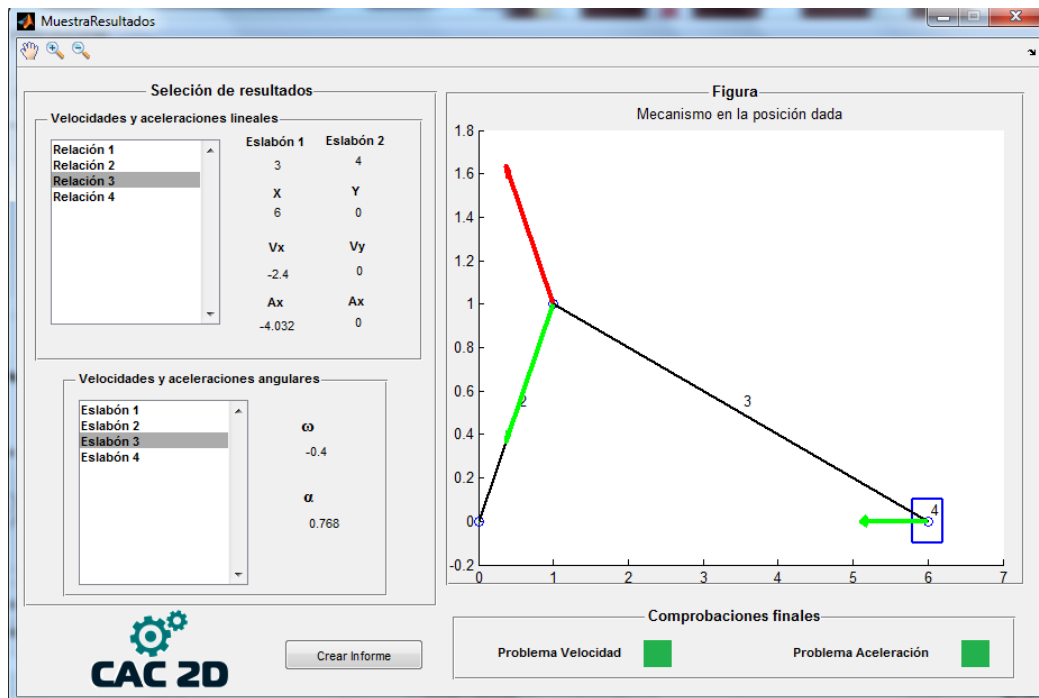 MuestraResultados
Seleción de resultados
Velocidades y aceleraciones lineales
Relación 1
Relación 2
Relación 3
Relación 4
Eslabón 1 Eslabón 2
3 4
X Y
6 0
Vx Vy
-2.4 0
Ax Ax
-4.032 0
Velocidades y aceleraciones angulares
Eslabón 1
Eslabón 2
Eslabón 3
Eslabón 4
ω
-0.4
α
0.768
CAC 2D
Crear Informe
Figura
Mecanismo en la posición dada
1.8
1.6
1.4
1.2
1
0.8
0.6
0.4
0.2
0
-0.2
0 1 2 3 4 5 6 7
2
3
4
Comprobaciones finales
Problema Velocidad
Problema Aceleración